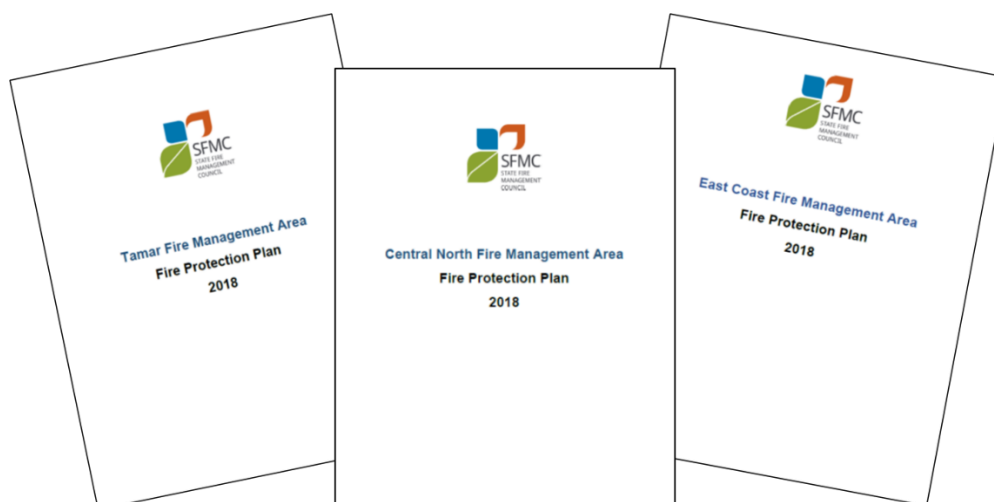 SFMC
STATE FIRE
MANAGEMENT
COUNCIL
Tamar Fire Management Area
Fire Protection Plan
2018
SFMC
STATE FIRE
MANAGEMENT
COUNCIL
Central North Fire Management Area
Fire Protection Plan
2018
SFMC
STATE FIRE
MANAGEMENT
COUNCIL
East Coast Fire Management Area
Fire Protection Plan
2018